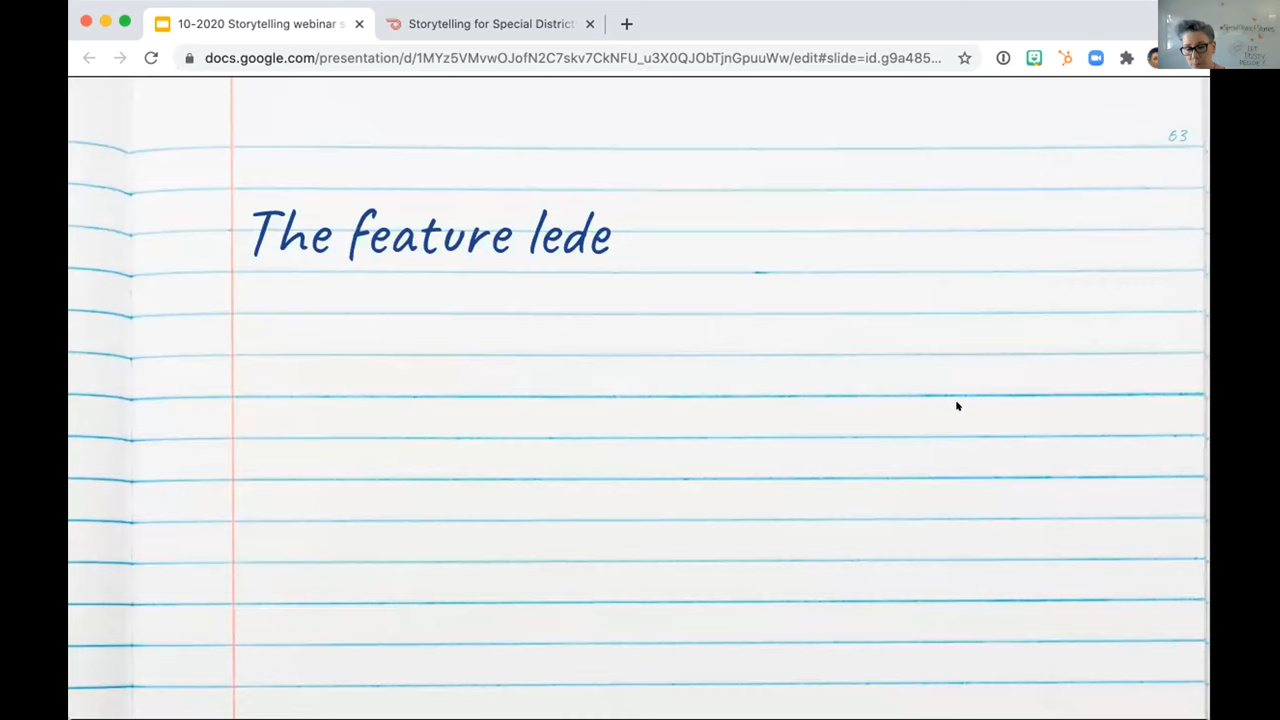 10-2020 Storytelling webinar s
Storytelling for Special District
docs.google.com/presentation/d/1MYz5VMvwOJofN2C7skv7CkNFU_u3X0QJObTjnGpuuWw/edit#slide=id.g9a485...
63
The feature lede